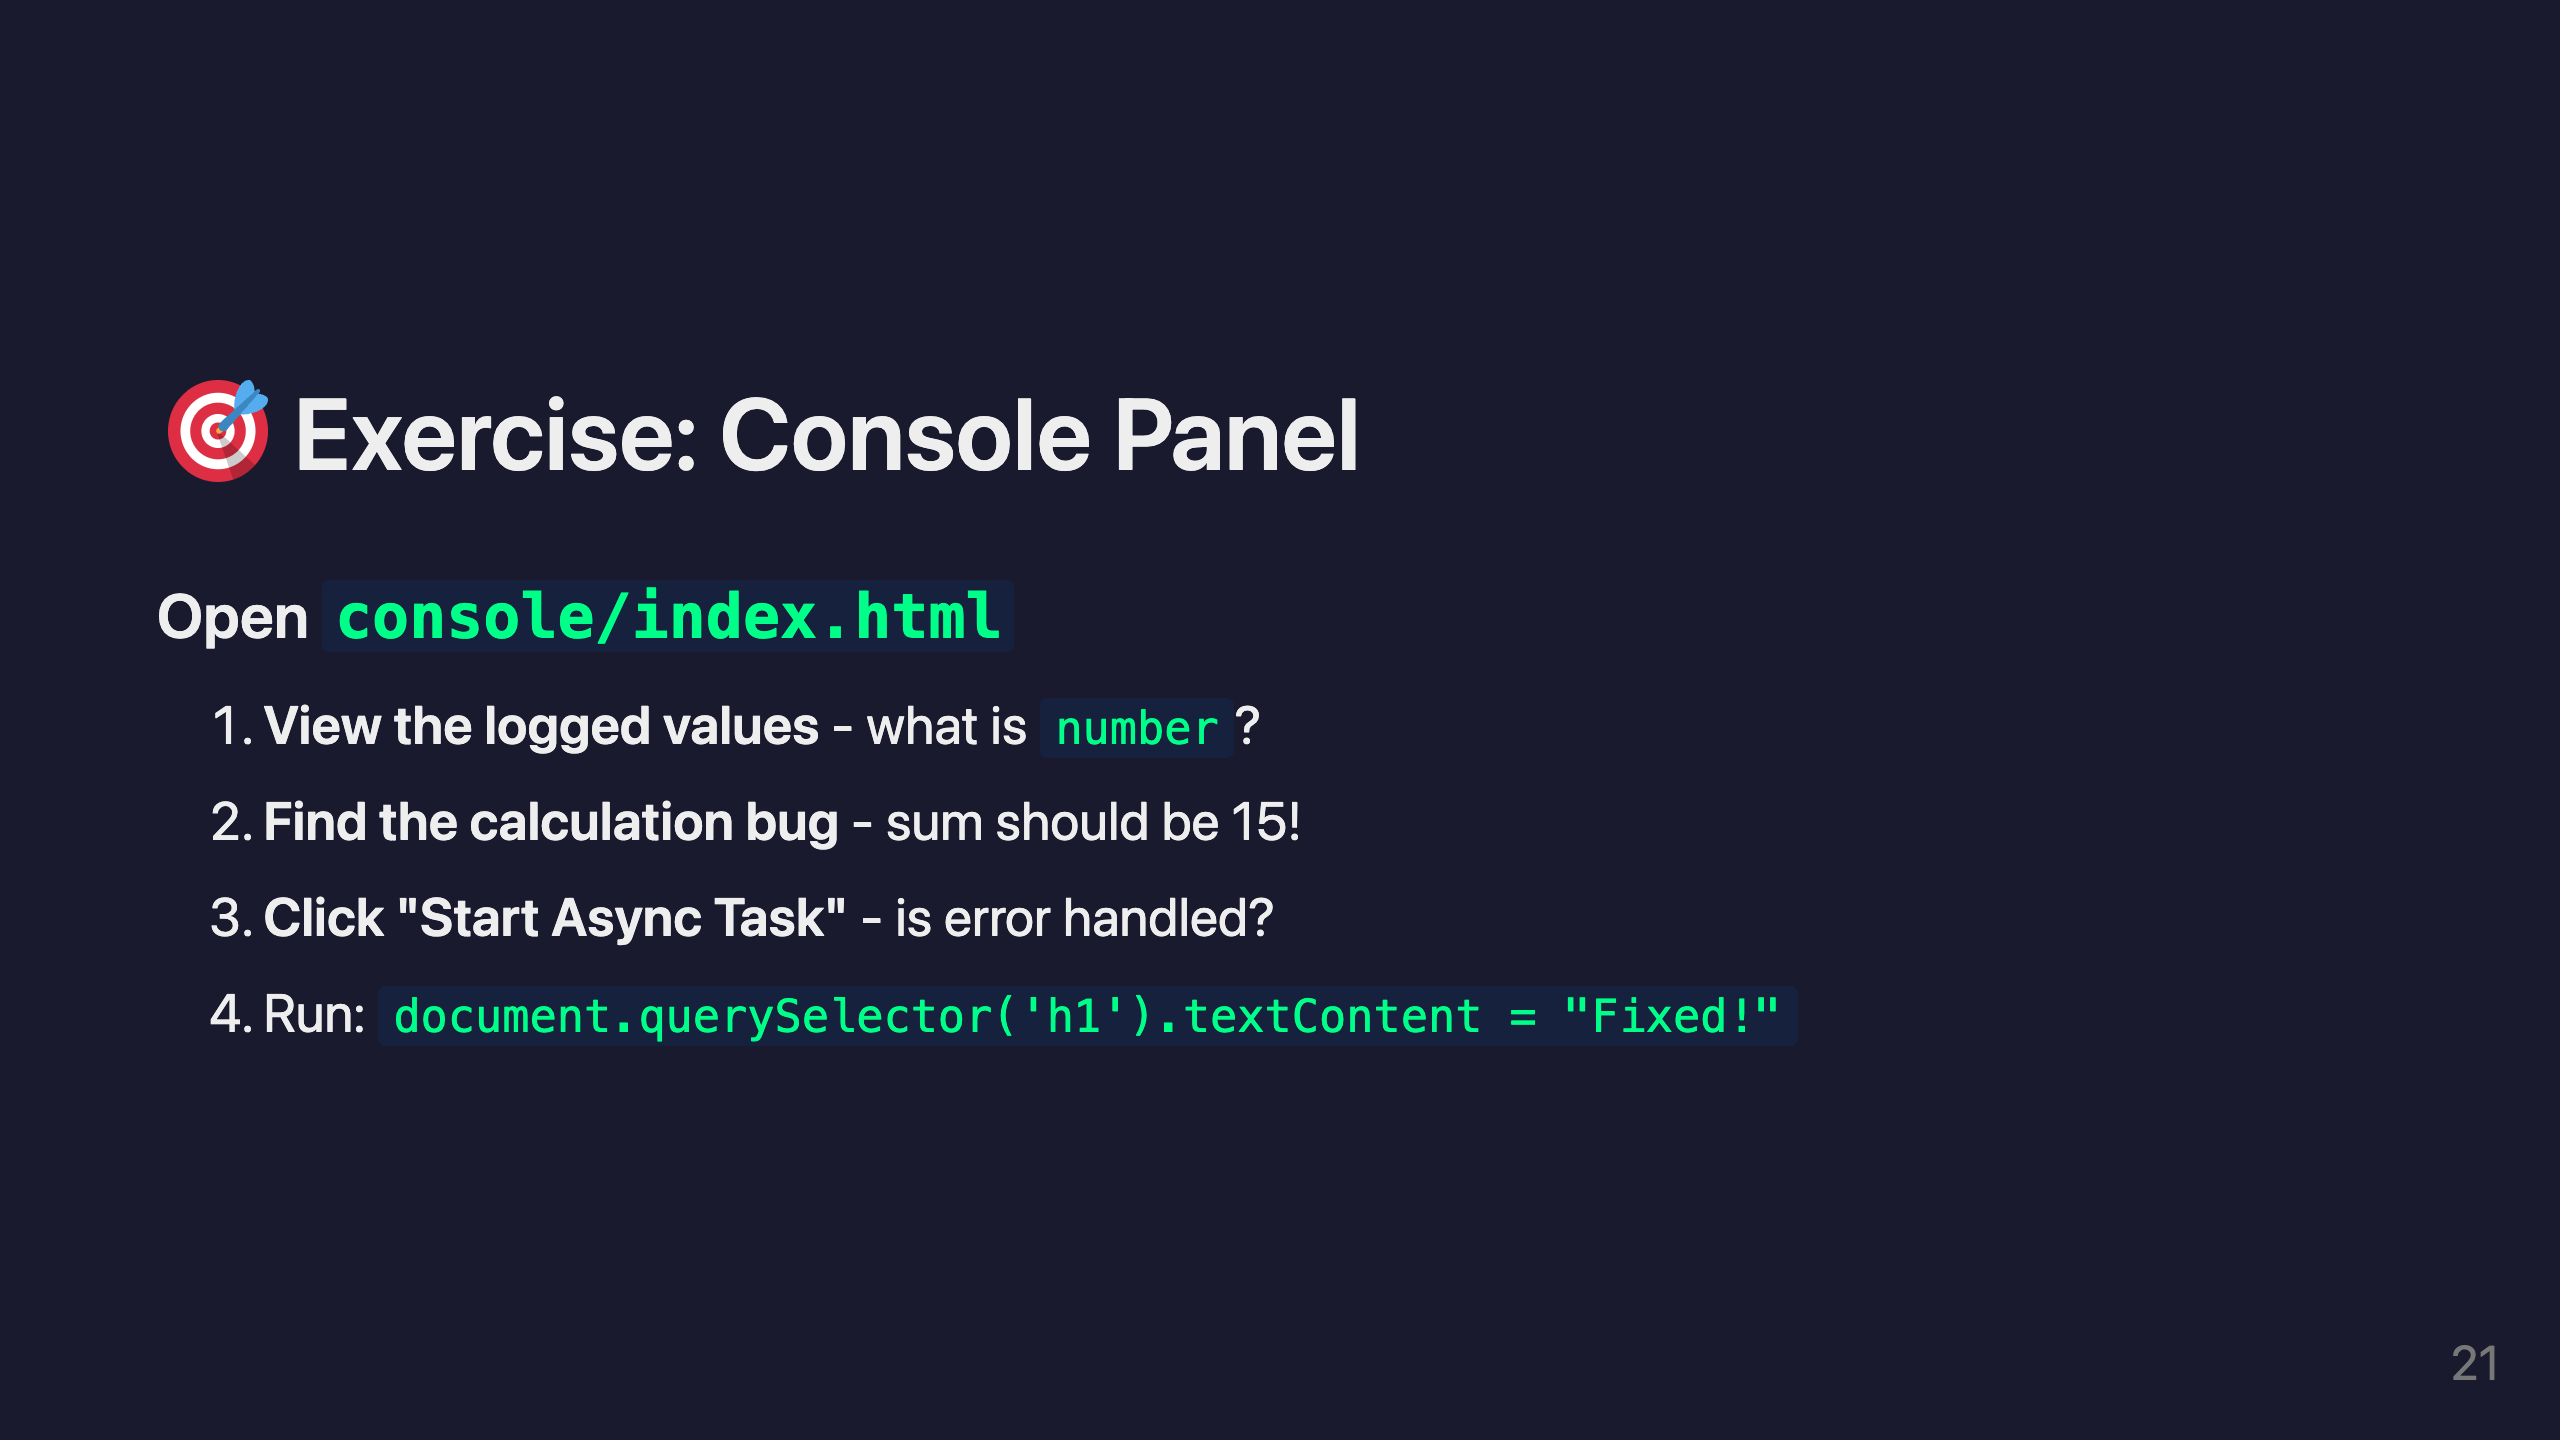 🎯 Exercise: Console Panel
Open console/index.html
1. View the logged values - what is number?
2. Find the calculation bug - sum should be 15!
3. Click "Start Async Task" - is error handled?
4. Run: document.querySelector('h1').textContent = "Fixed!"
21